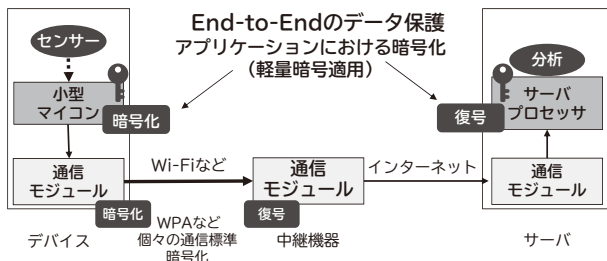 End-to-Endのデータ保護
アプリケーションにおける暗号化
（軽量暗号適用）
センサー
小型
マイコン
暗号化
通信
モジュール
暗号化
デバイス
Wi-Fiなど
WPAなど
個々の通信標準
暗号化
通信
モジュール
復号
中継機器
インターネット
分析
サーバ
プロセッサ
復号
通信
モジュール
サーバ